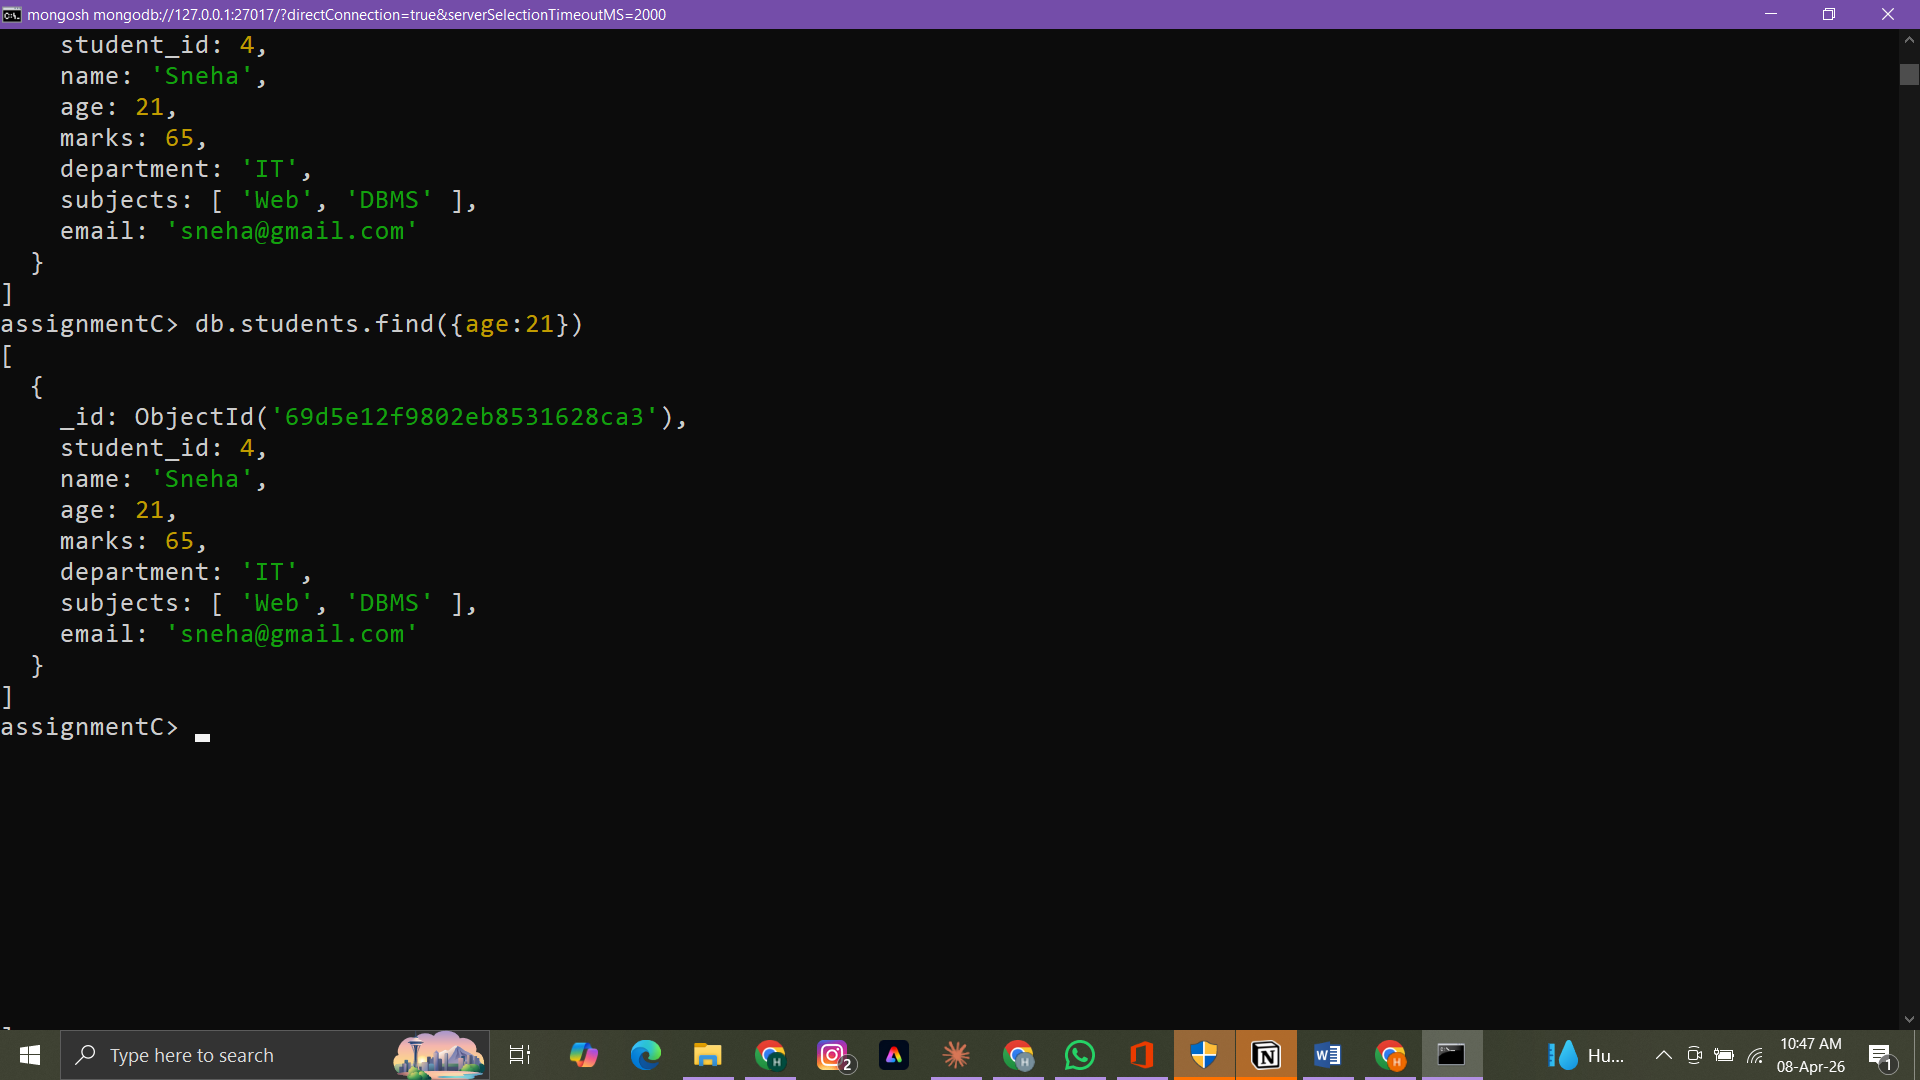 mongosh mongodb://127.0.0.1:27017/?directConnection=true&serverSelectionTimeoutMS=2000
student_id: 4,
name: 'Sneha',
age: 21,
marks: 65,
department: 'IT',
subjects: [ 'Web', 'DBMS' ],
email: 'sneha@gmail.com'
}
]
assignmentC> db.students.find({age:21})
[
{
_id: ObjectId('69d5e12f9802eb8531628ca3'),
student_id: 4,
name: 'Sneha',
age: 21,
marks: 65,
department: 'IT',
subjects: [ 'Web', 'DBMS' ],
email: 'sneha@gmail.com'
}
]
assignmentC>
Type here to search
2
Hu...
10:47 AM
08-Apr-26
1